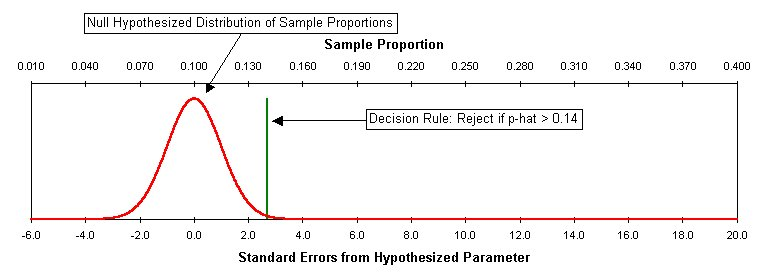 Null Hypothesized Distribution of Sample Proportions
Sample Proportion
0.010 0.040 0.070 0.100 0.130 0.160 0.190 0.220 0.250 0.280 0.310 0.340 0.370 0.400
Decision Rule: Reject if p-hat > 0.14
-6.0 -4.0 -2.0 0.0 2.0 4.0 6.0 8.0 10.0 12.0 14.0 16.0 18.0 20.0
Standard Errors from Hypothesized Parameter